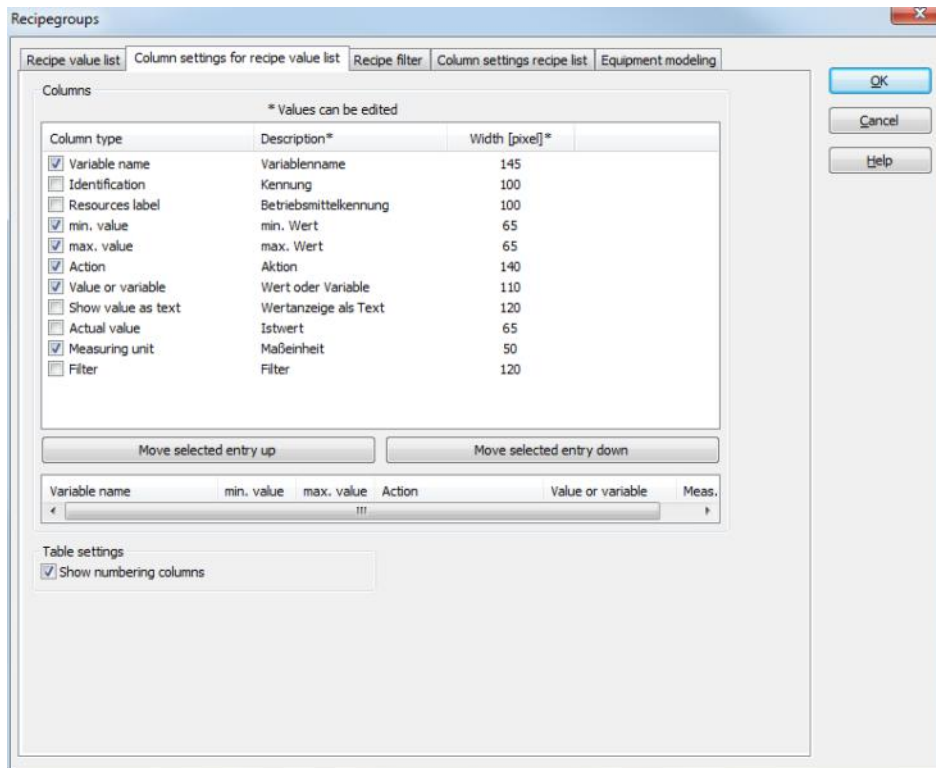 Recipegroups
Recipe value list Column settings for recipe value list Recipe filter Column settings recipe list Equipment modeling
OK
Cancel
Help
Columns
* Values can be edited
Column type Description* Width [pixel]*
Variable name Variablenname 145
Identification Kennung 100
Resources label Betriebsmittelkennung 100
min. value min. Wert 65
max. value max. Wert 65
Action Aktion 140
Value or variable Wert oder Variable 110
Show value as text Wertanzeige als Text 120
Actual value Istwert 65
Measuring unit Maßeinheit 50
Filter Filter 120
Move selected entry up Move selected entry down
Variable name min. value max. value Action Value or variable Meas.
Table settings
Show numbering columns